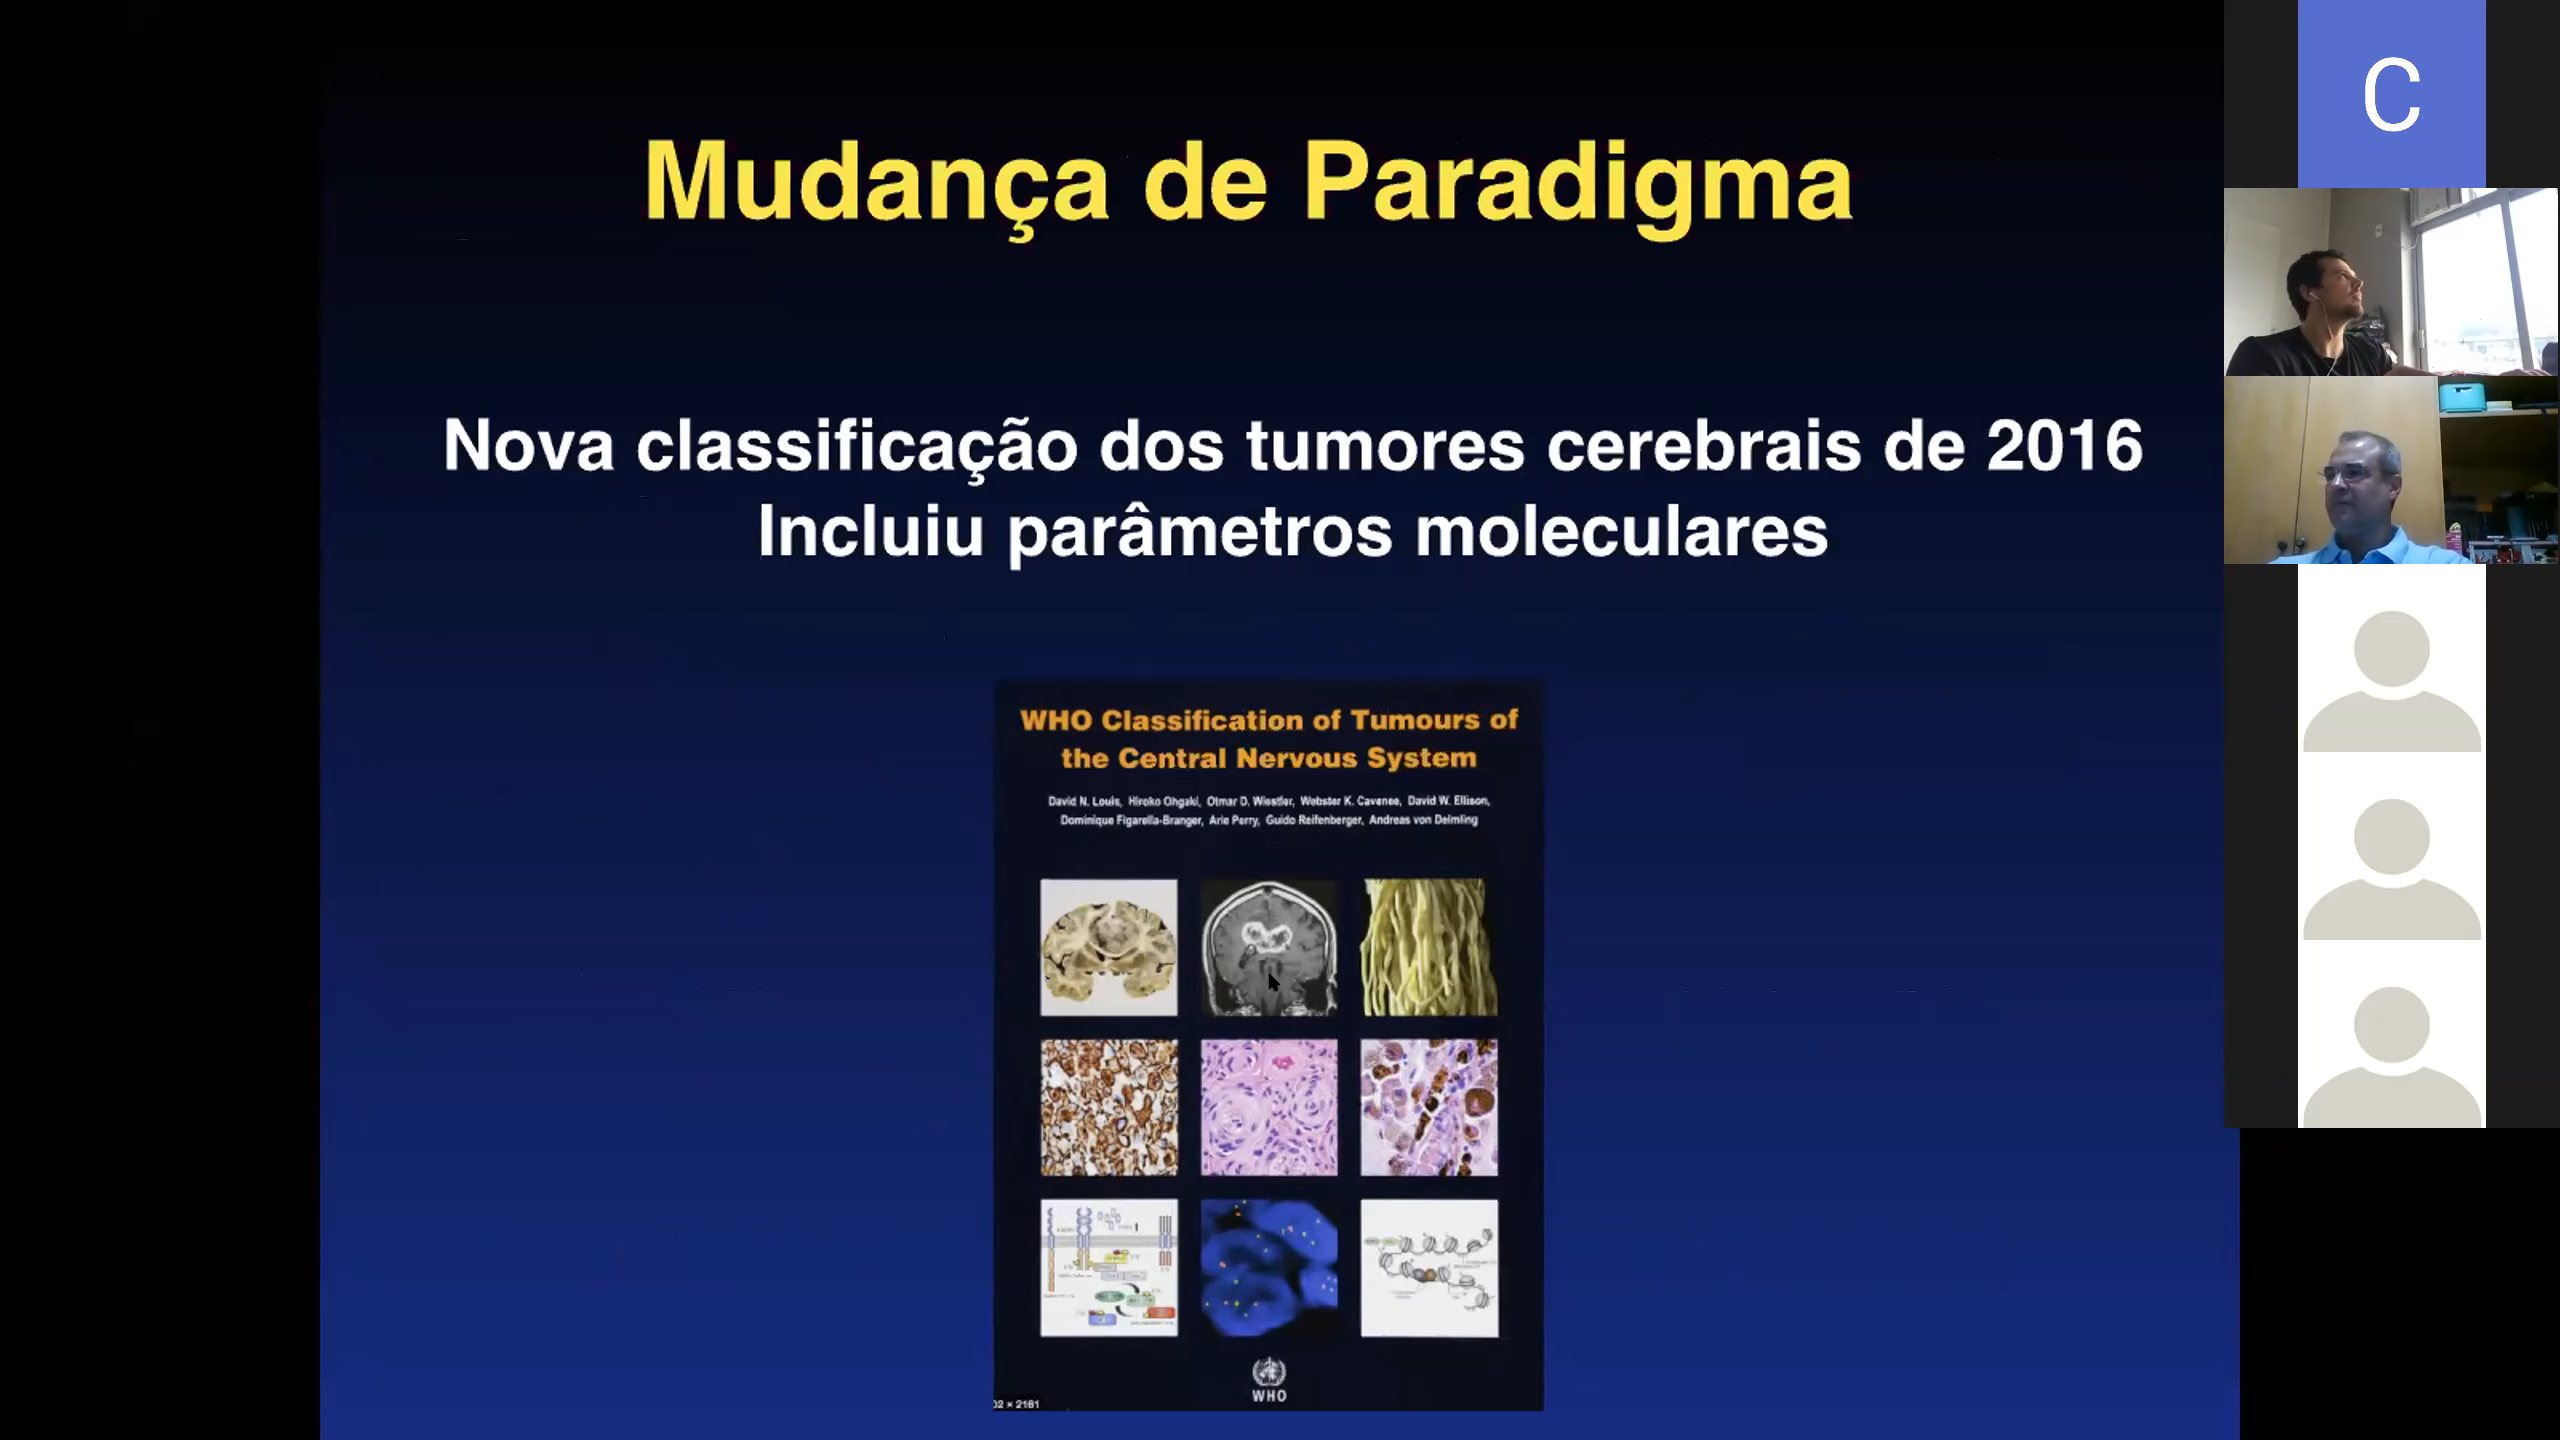 Mudança de Paradigma
Nova classificação dos tumores cerebrais de 2016
Incluiu parâmetros moleculares
WHO Classification of Tumours of
the Central Nervous System
David N. Louis, Hiroko Ohgaki, Otmar D. Wiestler, Webster K. Cavenee, David W. Ellison,
Dominique Figarella-Branger, Arie Perry, Guido Reifenberger, Andreas von Deimling
WHO
02 × 2161
C